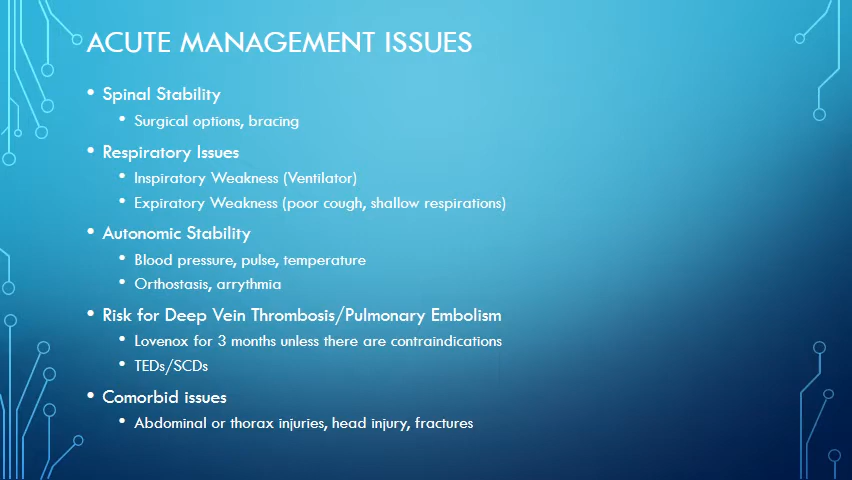 ACUTE MANAGEMENT ISSUES
• Spinal Stability
• Surgical options, bracing
• Respiratory Issues
• Inspiratory Weakness (Ventilator)
• Expiratory Weakness (poor cough, shallow respirations)
• Autonomic Stability
• Blood pressure, pulse, temperature
• Orthostasis, arrythmia
• Risk for Deep Vein Thrombosis/Pulmonary Embolism
• Lovenox for 3 months unless there are contraindications
• TEDs/SCDs
• Comorbid issues
• Abdominal or thorax injuries, head injury, fractures